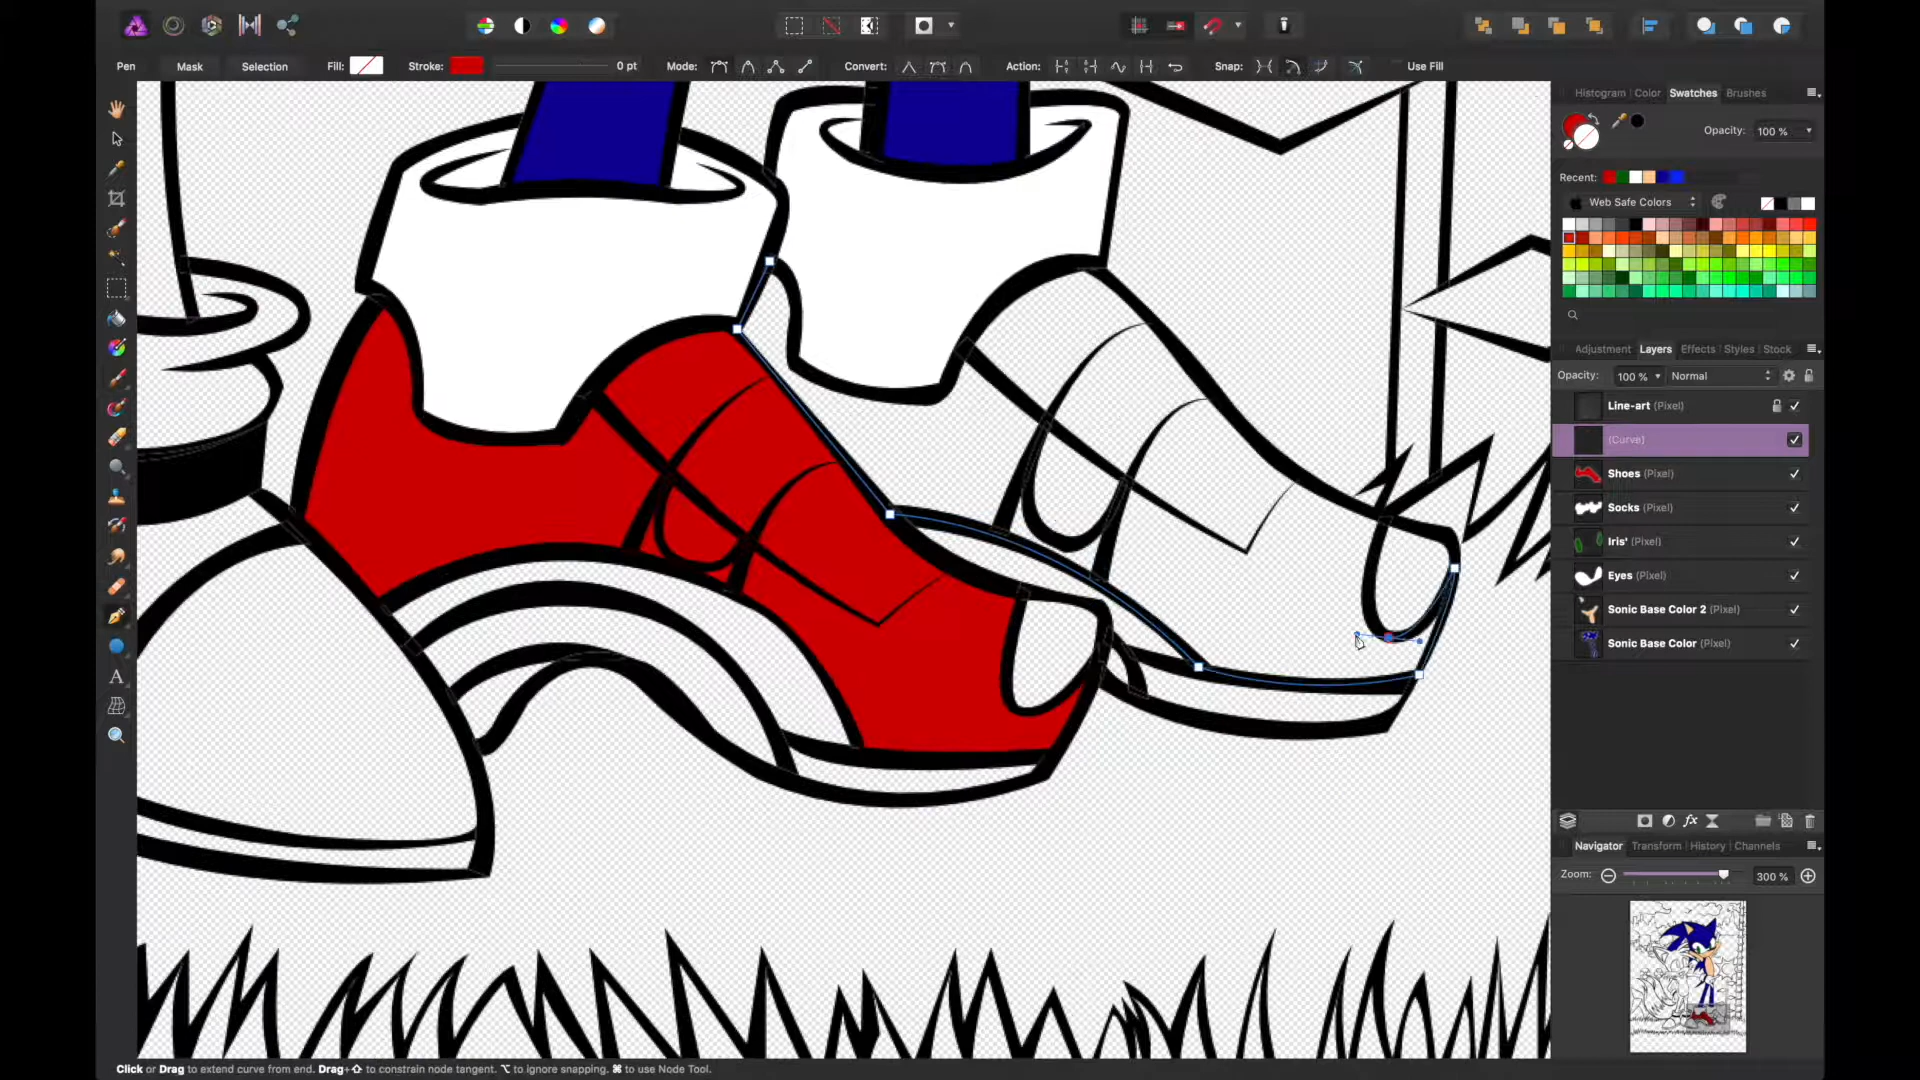 Pen Mask Selection Fill: Stroke: 0 pt Mode: Convert: Action: Snap: Use Fill
Histogram Color Swatches Brushes
Opacity: 100 %
Recent:
Web Safe Colors
Adjustment Layers Effects Styles Stock
Opacity: 100 % Normal
Line-art (Pixel)
(Curve)
Shoes (Pixel)
Socks (Pixel)
Iris' (Pixel)
Eyes (Pixel)
Sonic Base Color 2 (Pixel)
Sonic Base Color (Pixel)
fx
Navigator Transform History Channels
Zoom: 300 %
Click or Drag to extend curve from end. Drag+⇧ to constrain node tangent. ⌥ to ignore snapping. ⌘ to use Node Tool.